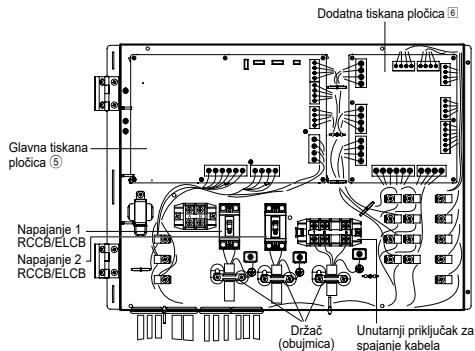 Dodatna tiskana pločica 6
Glavna tiskana
pločica ⑤
Napajanje 1
RCCB/ELCB
Napajanje 2
RCCB/ELCB
Držač
(obujmica)
Unutarnji priključak za
spajanje kabela